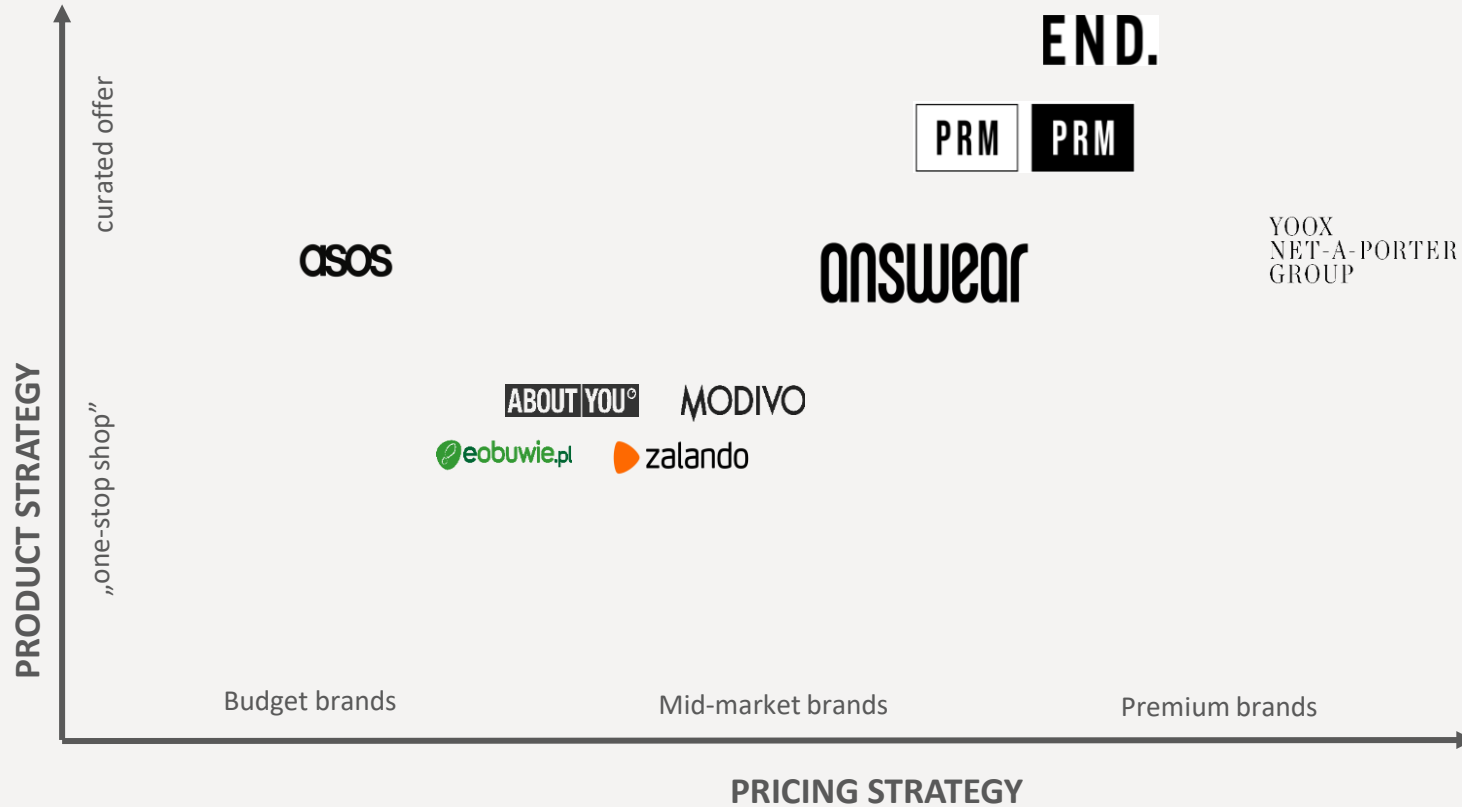 END.
PRM PRM
curated offer
asos
answear
YOOX
NET-A-PORTER
GROUP
ABOUT YOU°
MODIVO
eobuwie.pl
zalando
„one-stop shop”
PRODUCT STRATEGY
Budget brands
Mid-market brands
Premium brands
PRICING STRATEGY